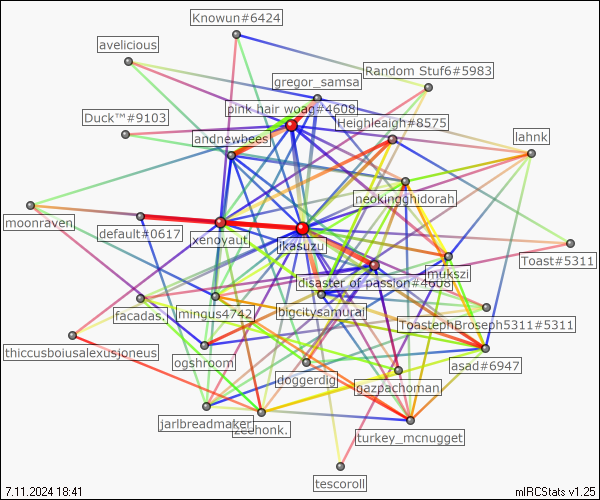 Knowun#6424
avelicious
gregor_samsa
Random Stuf6#5983
pink hair woag#4608
Duck™#9103
Heighleigh#8575
andnewbees
lahnk
neokingghidorah
moonraven
default#0617
xenoyaut.
ikasuzu
Toast#5311
mukszi
disaster of passion#4608
facadas.
mingus4742
bigcitysamurai
ToastephBroseph5311#5311
thiccusboiusalexusjoneus
ogshroom
asad#6947
doggerdig
gazpachoman
jarlbreadmaker
zechonk.
turkey_mcnugget
tescoroll
7.11.2024 18:41
mIRCStats v1.25